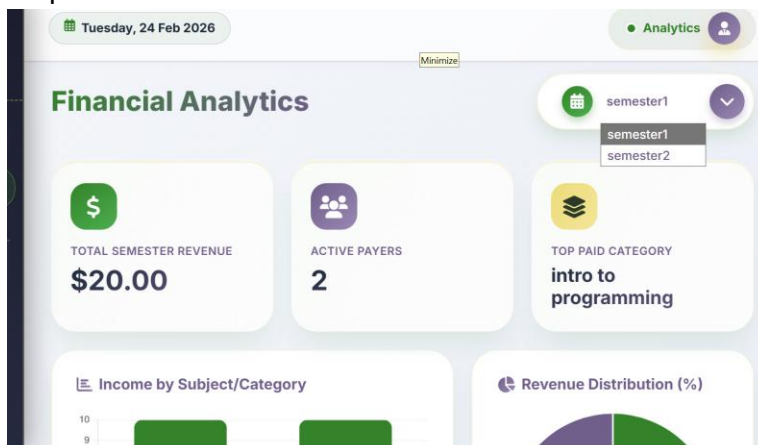 Tuesday, 24 Feb 2026
Analytics
Minimize
Financial Analytics
semester1
semester1
semester2
TOTAL SEMESTER REVENUE
$20.00
ACTIVE PAYERS
2
TOP PAID CATEGORY
intro to
programming
Income by Subject/Category
Revenue Distribution (%)
10
9